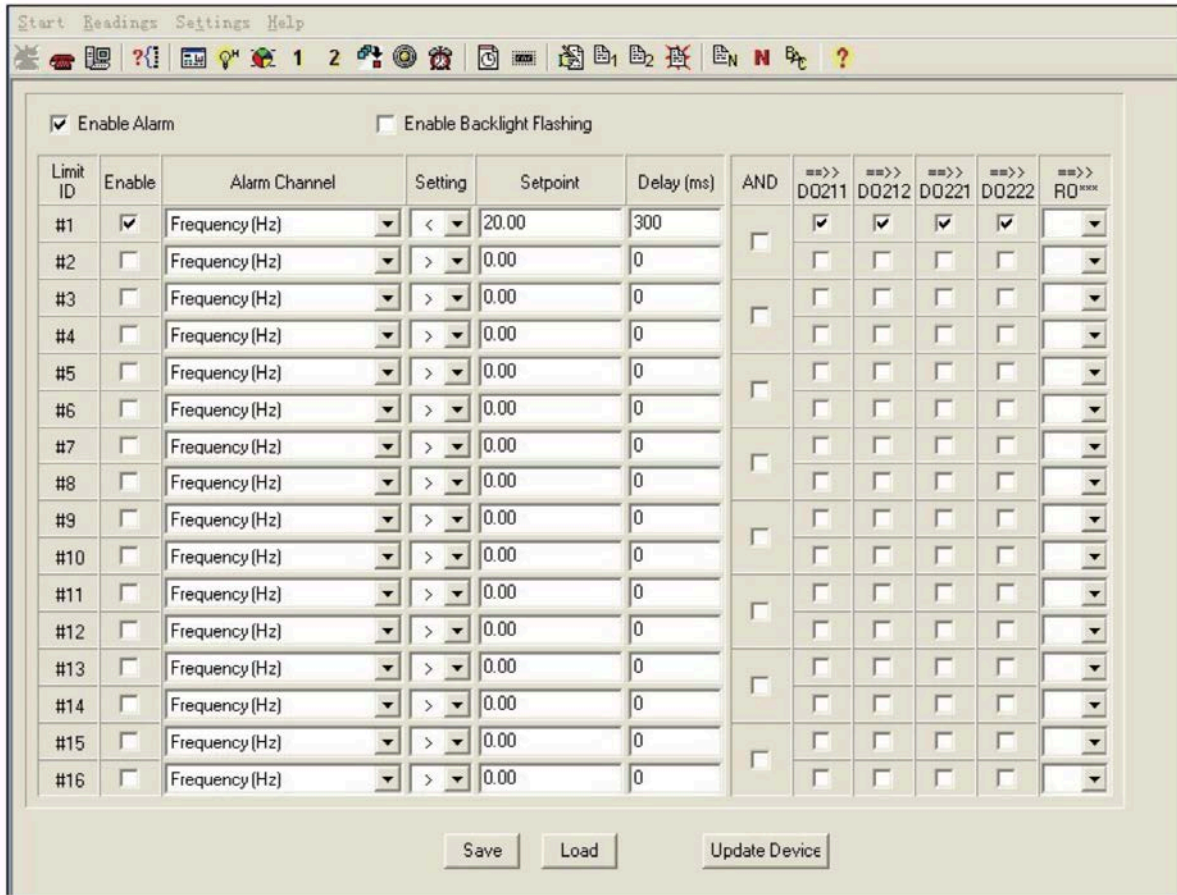 Start Readings Settings Help
?{ H 1 2 1 2 N N BAC ?
Enable Alarm Enable Backlight Flashing
Limit ID Enable Alarm Channel Setting Setpoint Delay (ms) AND ==>> DO211 ==>> DO212 ==>> DO221 ==>> DO222 ==>> RO***
#1 Frequency (Hz) < 20.00 300
#2 Frequency (Hz) > 0.00 0
#3 Frequency (Hz) > 0.00 0
#4 Frequency (Hz) > 0.00 0
#5 Frequency (Hz) > 0.00 0
#6 Frequency (Hz) > 0.00 0
#7 Frequency (Hz) > 0.00 0
#8 Frequency (Hz) > 0.00 0
#9 Frequency (Hz) > 0.00 0
#10 Frequency (Hz) > 0.00 0
#11 Frequency (Hz) > 0.00 0
#12 Frequency (Hz) > 0.00 0
#13 Frequency (Hz) > 0.00 0
#14 Frequency (Hz) > 0.00 0
#15 Frequency (Hz) > 0.00 0
#16 Frequency (Hz) > 0.00 0
Save Load Update Device